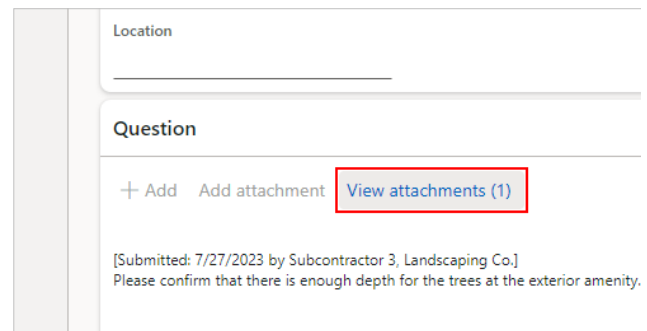 Location
Question
+ Add Add attachment View attachments (1)
[Submitted: 7/27/2023 by Subcontractor 3, Landscaping Co.]
Please confirm that there is enough depth for the trees at the exterior amenity.